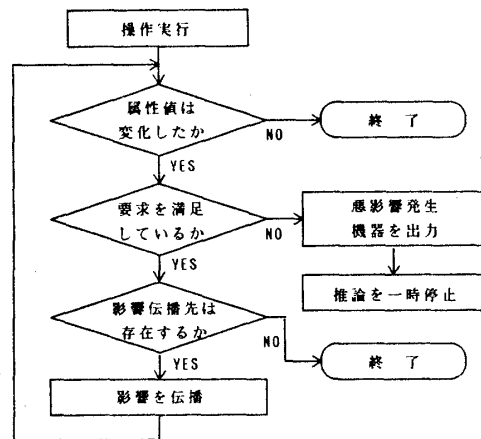 操作実行
属性値は
変化したか
NO
終了
YES
要求を満足
しているか
NO
悪影響発生
機器を出力
YES
推論を一時停止
影響伝播先は
存在するか
NO
終了
YES
影響を伝播